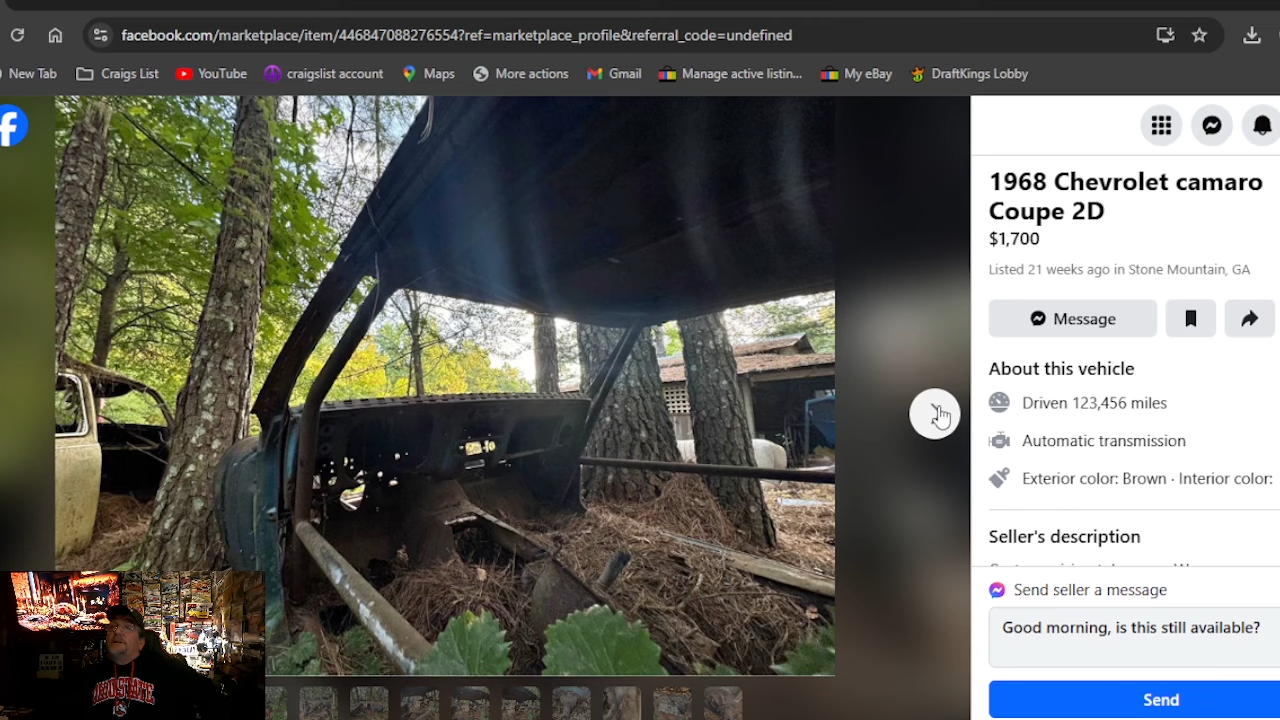 facebook.com/marketplace/item/446847088276554?ref=marketplace_profile&referral_code=undefined
New Tab Craigs List YouTube craigslist account Maps More actions Gmail Manage active listin... My eBay DraftKings Lobby
1968 Chevrolet camaro
Coupe 2D
$1,700
Listed 21 weeks ago in Stone Mountain, GA
Message
About this vehicle
Driven 123,456 miles
Automatic transmission
Exterior color: Brown · Interior color:
Seller's description
Send seller a message
Good morning, is this still available?
Send
OHIO STATE